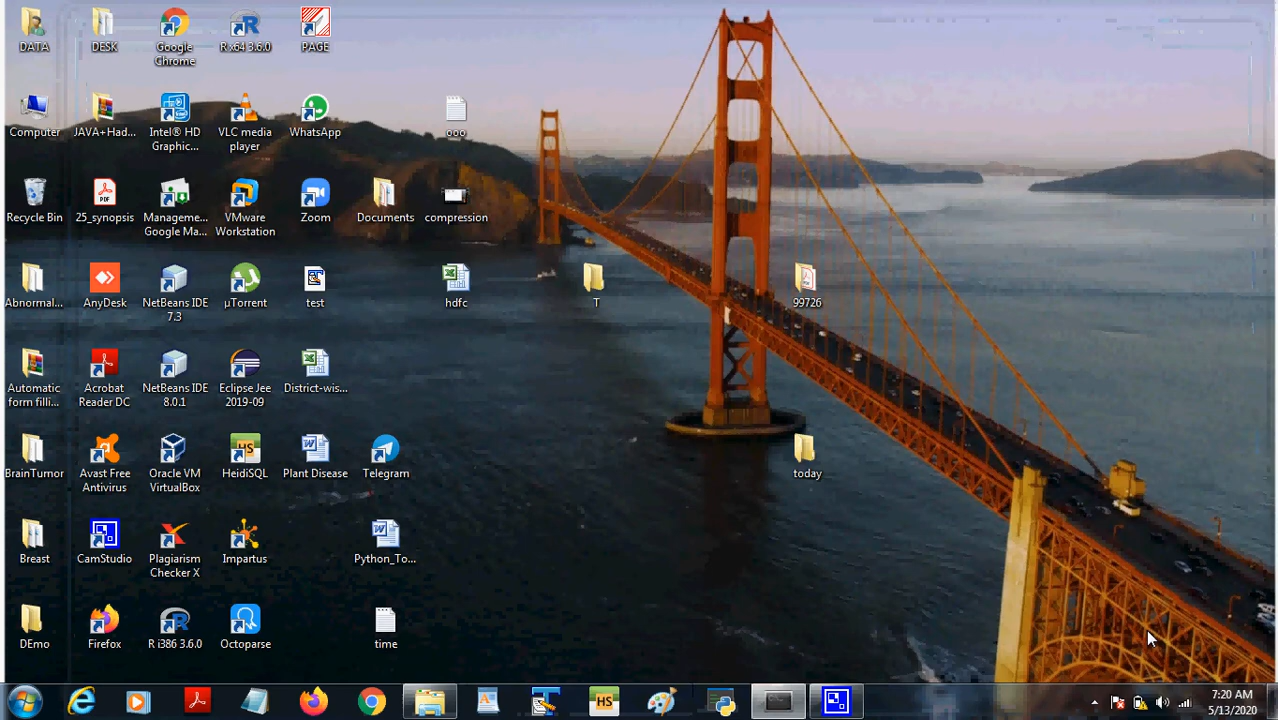 DATA
DESK
Google
Chrome
R x64 3.6.0
PAGE
Computer
JAVA+Had...
Intel® HD
Graphic...
VLC media
player
WhatsApp
ooo
Recycle Bin
PDF
25_synopsis
Manageme...
Google Ma...
VMware
Workstation
Zoom
Documents
compression
Abnormal...
AnyDesk
NetBeans IDE
7.3
µTorrent
test
hdfc
T
99726
Automatic
form filli...
Acrobat
Reader DC
NetBeans IDE
8.0.1
Eclipse Jee
2019-09
District-wis...
BrainTumor
Avast Free
Antivirus
Oracle VM
VirtualBox
HS
HeidiSQL
Plant Disease
Telegram
today
Breast
CamStudio
Plagiarism
Checker X
Impartus
Python_To...
DEmo
Firefox
R i386 3.6.0
Octoparse
time
HS
7:20 AM
5/13/2020